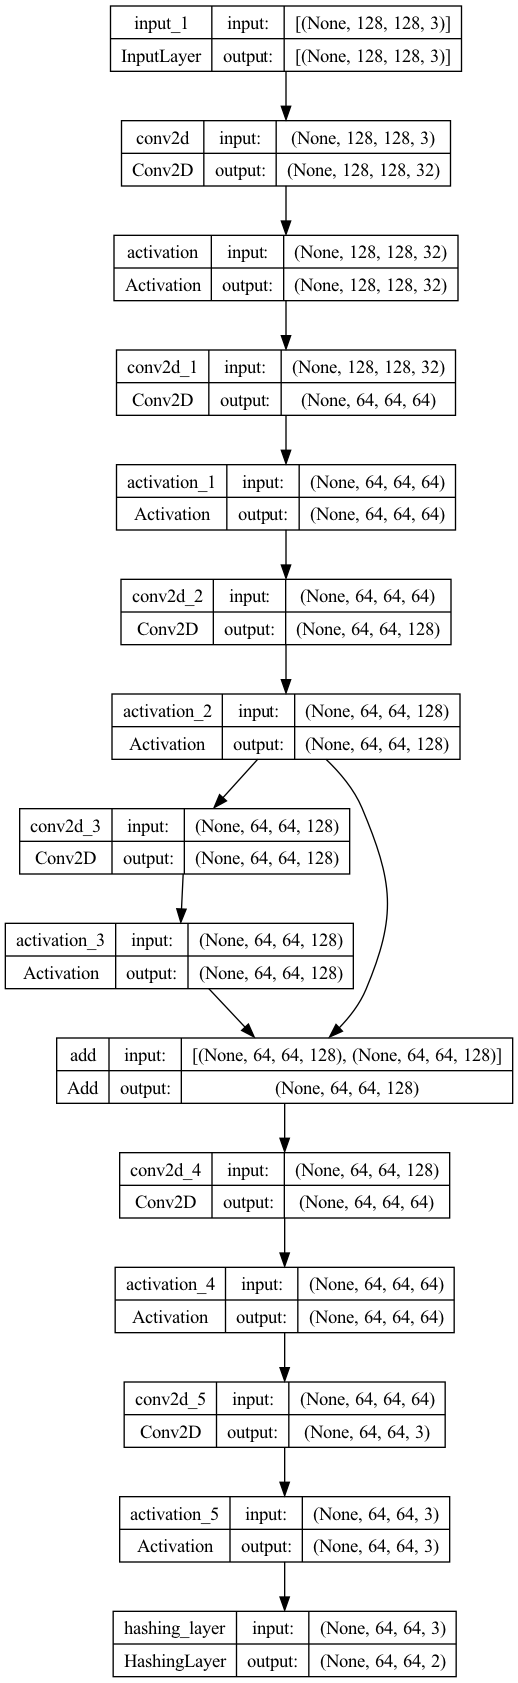 input_1 input: [(None, 128, 128, 3)]
InputLayer output: [(None, 128, 128, 3)]
conv2d input: (None, 128, 128, 3)
Conv2D output: (None, 128, 128, 32)
activation input: (None, 128, 128, 32)
Activation output: (None, 128, 128, 32)
conv2d_1 input: (None, 128, 128, 32)
Conv2D output: (None, 64, 64, 64)
activation_1 input: (None, 64, 64, 64)
Activation output: (None, 64, 64, 64)
conv2d_2 input: (None, 64, 64, 64)
Conv2D output: (None, 64, 64, 128)
activation_2 input: (None, 64, 64, 128)
Activation output: (None, 64, 64, 128)
conv2d_3 input: (None, 64, 64, 128)
Conv2D output: (None, 64, 64, 128)
activation_3 input: (None, 64, 64, 128)
Activation output: (None, 64, 64, 128)
add input: [(None, 64, 64, 128), (None, 64, 64, 128)]
Add output: (None, 64, 64, 128)
conv2d_4 input: (None, 64, 64, 128)
Conv2D output: (None, 64, 64, 64)
activation_4 input: (None, 64, 64, 64)
Activation output: (None, 64, 64, 64)
conv2d_5 input: (None, 64, 64, 64)
Conv2D output: (None, 64, 64, 3)
activation_5 input: (None, 64, 64, 3)
Activation output: (None, 64, 64, 3)
hashing_layer input: (None, 64, 64, 3)
HashingLayer output: (None, 64, 64, 2)